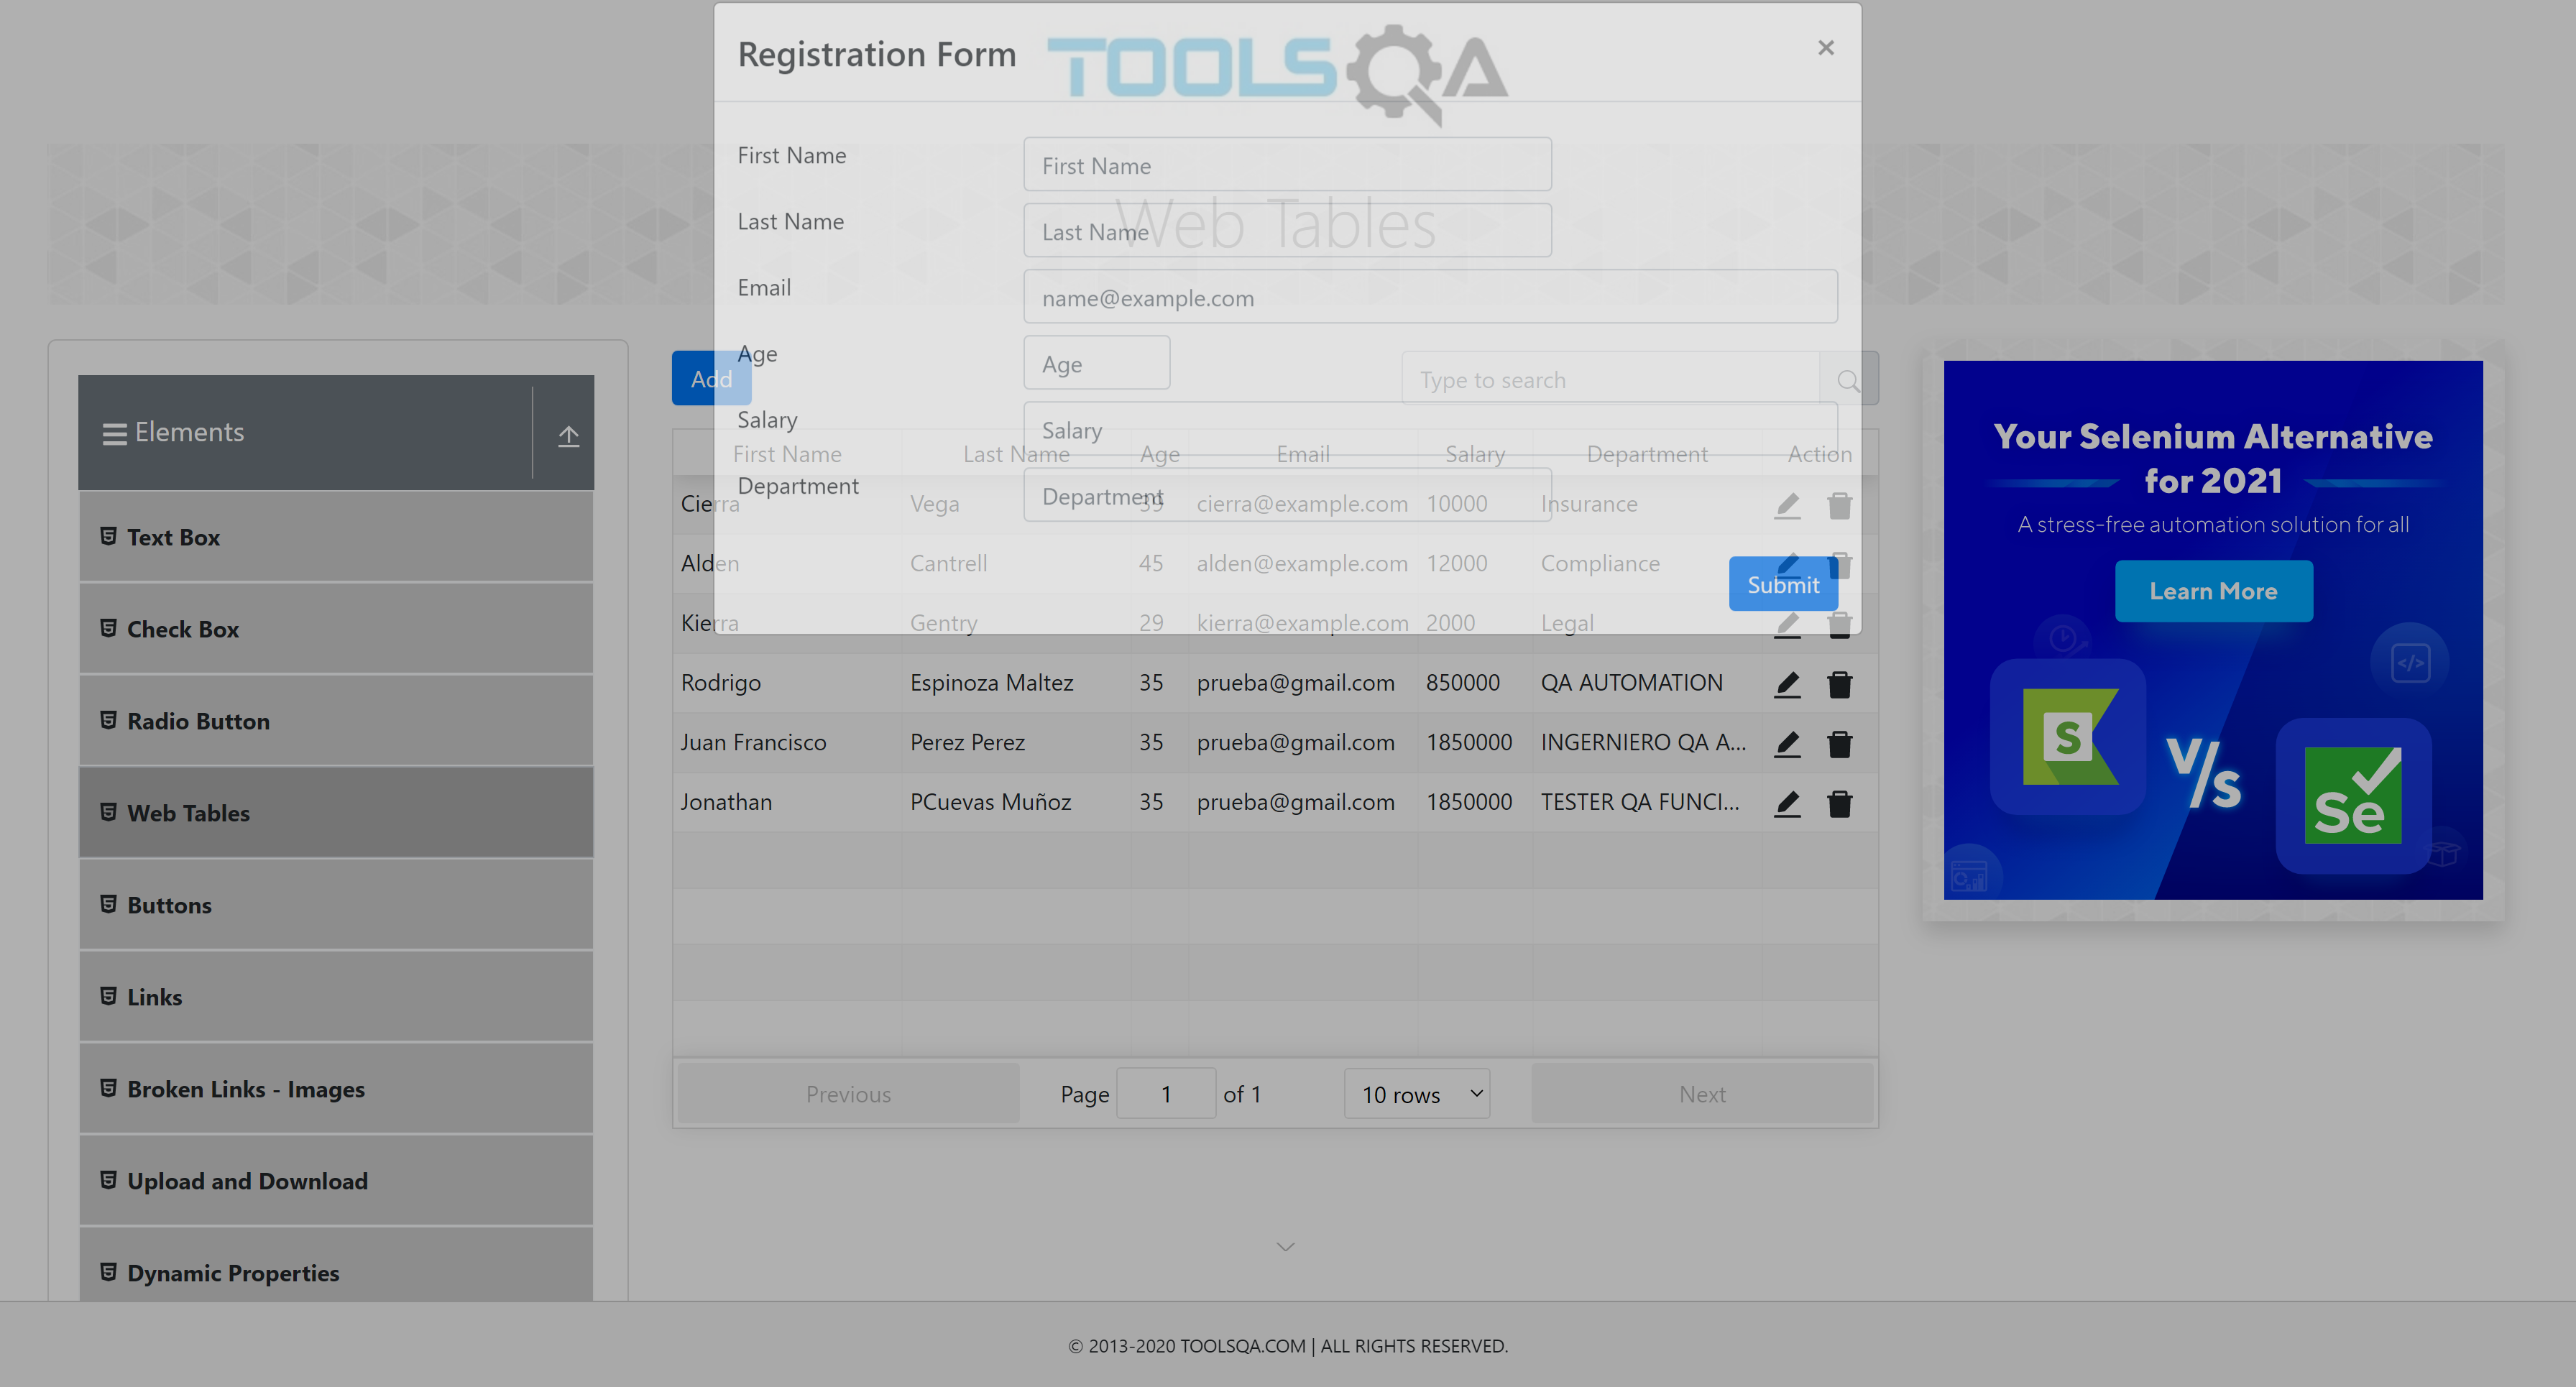 Registration Form
TOOLSQA
×
First Name
First Name
Last Name
Last Name
Web Tables
Email
name@example.com
Age
Age
Salary
Salary
Department
Department
Submit
Elements
Text Box
Check Box
Radio Button
Web Tables
Buttons
Links
Broken Links - Images
Upload and Download
Dynamic Properties
Add
Type to search
First Name Last Name Age Email Salary Department Action
Cierra Vega 39 cierra@example.com 10000 Insurance
Alden Cantrell 45 alden@example.com 12000 Compliance
Kierra Gentry 29 kierra@example.com 2000 Legal
Rodrigo Espinoza Maltez 35 prueba@gmail.com 850000 QA AUTOMATION
Juan Francisco Perez Perez 35 prueba@gmail.com 1850000 INGERNIERO QA A...
Jonathan PCuevas Muñoz 35 prueba@gmail.com 1850000 TESTER QA FUNCI...
Previous Page 1 of 1 10 rows Next
Your Selenium Alternative
for 2021
A stress-free automation solution for all
Learn More
</>
S
V/s
Se
© 2013-2020 TOOLSQA.COM | ALL RIGHTS RESERVED.